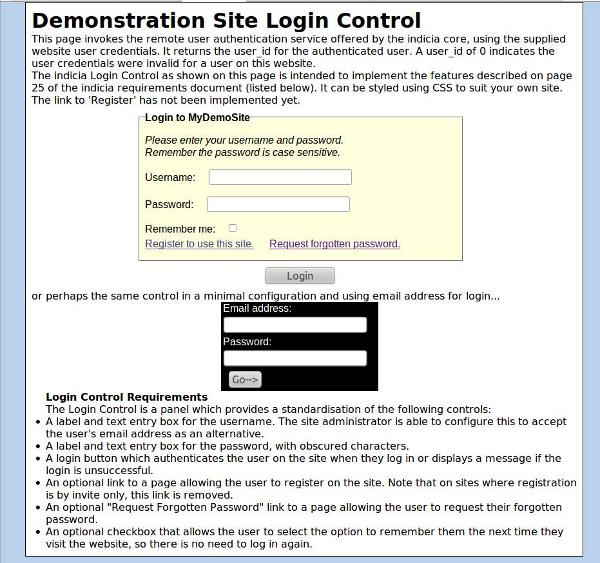 Demonstration Site Login Control
This page invokes the remote user authentication service offered by the indicia core, using the supplied
website user credentials. It returns the user_id for the authenticated user. A user_id of 0 indicates the
user credentials were invalid for a user on this website.
The indicia Login Control as shown on this page is intended to implement the features described on page
25 of the indicia requirements document (listed below). It can be styled using CSS to suit your own site.
The link to 'Register' has not been implemented yet.
Login to MyDemoSite
Please enter your username and password.
Remember the password is case sensitive.
Username:
Password:
Remember me:
Register to use this site. Request forgotten password.
Login
or perhaps the same control in a minimal configuration and using email address for login...
Email address:
Password:
Go-->
Login Control Requirements
The Login Control is a panel which provides a standardisation of the following controls:
• A label and text entry box for the username. The site administrator is able to configure this to accept
the user's email address as an alternative.
• A label and text entry box for the password, with obscured characters.
• A login button which authenticates the user on the site when they log in or displays a message if the
login is unsuccessful.
• An optional link to a page allowing the user to register on the site. Note that on sites where registration
is by invite only, this link is removed.
• An optional "Request Forgotten Password" link to a page allowing the user to request their forgotten
password.
• An optional checkbox that allows the user to select the option to remember them the next time they
visit the website, so there is no need to log in again.